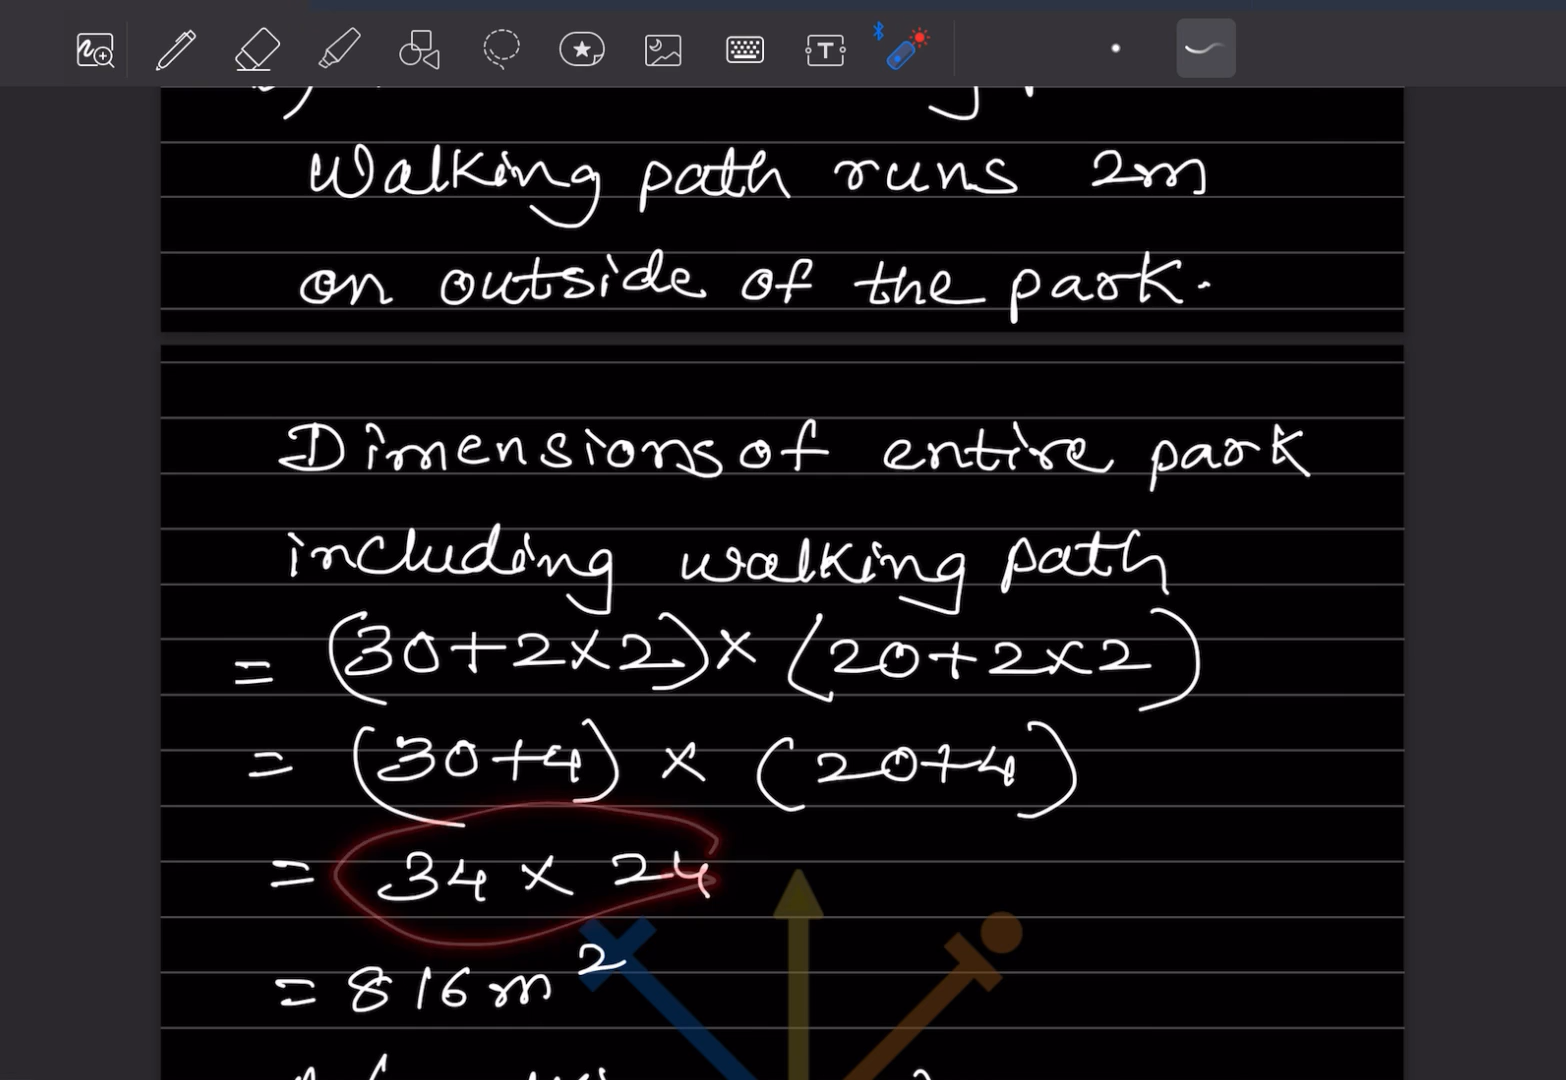 Walking path runs 2m
on outside of the park.
Dimensions of entire park
including walking path
= (30+2×2)× (20+2×2)
= (30+4) × (20+4)
= 34 × 24
= 816 m²